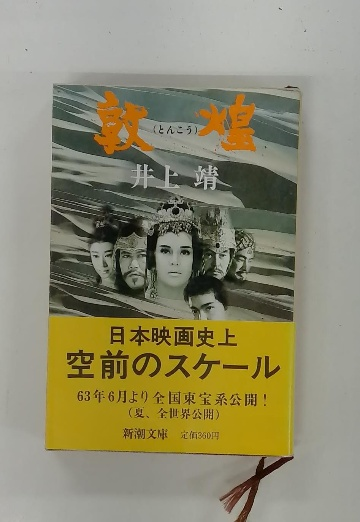 敦煌
（とんこう）
井上 靖
日本映画史上
空前のスケール
63年6月より全国東宝系公開！
（夏、全世界公開）
新潮文庫 定価360円